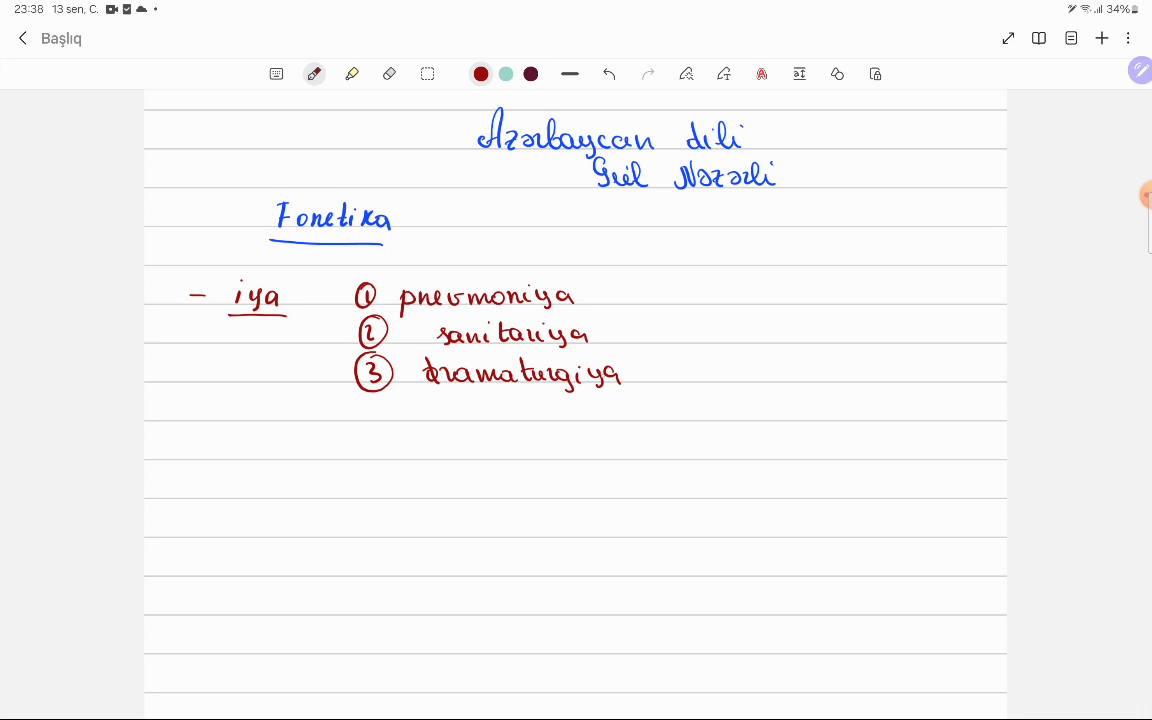 23:38 13 sen, C. 34%
Başlıq
Azərbaycan dili
Gül Nəzərli
Fonetika
- iya ① pnevmoniya
② sanitariya
③ dramaturgiya